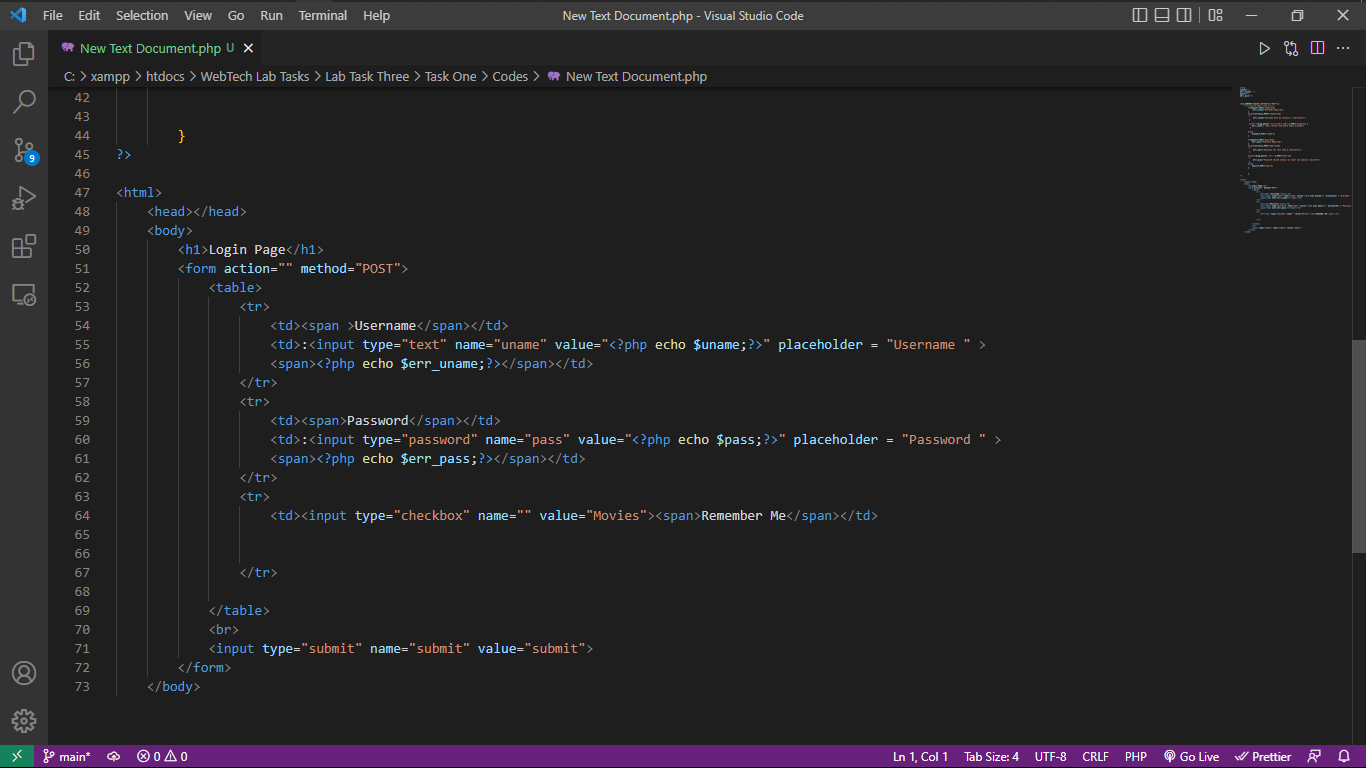 File Edit Selection View Go Run Terminal Help New Text Document.php - Visual Studio Code
New Text Document.php U
C: > xampp > htdocs > WebTech Lab Tasks > Lab Task Three > Task One > Codes > New Text Document.php
42
43
44 }
45 ?>
46
47 <html>
48 <head></head>
49 <body>
50 <h1>Login Page</h1>
51 <form action="" method="POST">
52 <table>
53 <tr>
54 <td><span >Username</span></td>
55 <td>:<input type="text" name="uname" value="<?php echo $uname;?>" placeholder = "Username " >
56 <span><?php echo $err_uname;?></span></td>
57 </tr>
58 <tr>
59 <td><span>Password</span></td>
60 <td>:<input type="password" name="pass" value="<?php echo $pass;?>" placeholder = "Password " >
61 <span><?php echo $err_pass;?></span></td>
62 </tr>
63 <tr>
64 <td><input type="checkbox" name="" value="Movies"><span>Remember Me</span></td>
65
66
67 </tr>
68
69 </table>
70 <br>
71 <input type="submit" name="submit" value="submit">
72 </form>
73 </body>
9
main* 0 0 Ln 1, Col 1 Tab Size: 4 UTF-8 CRLF PHP Go Live Prettier